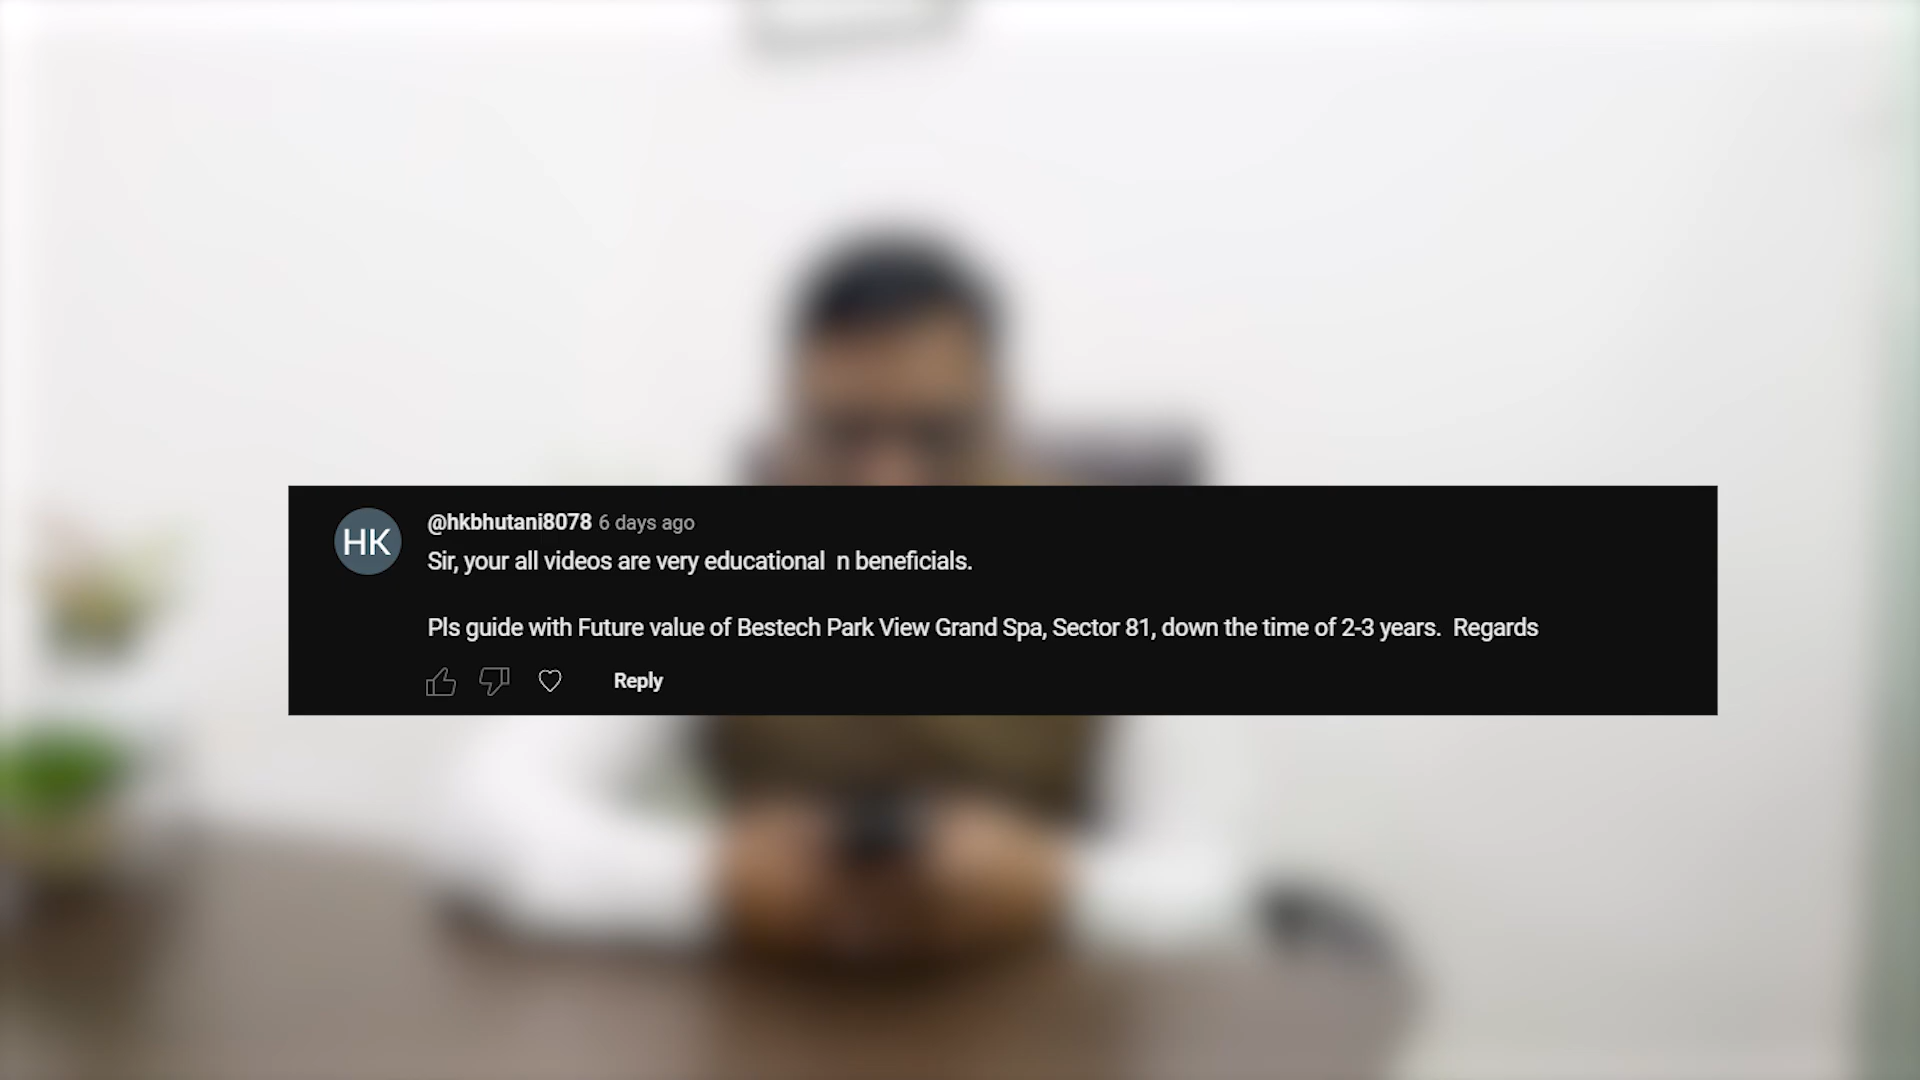 HK
@hkbhutani8078 6 days ago
Sir, your all videos are very educational  n beneficials.
Pls guide with Future value of Bestech Park View Grand Spa, Sector 81, down the time of 2-3 years.  Regards
Reply